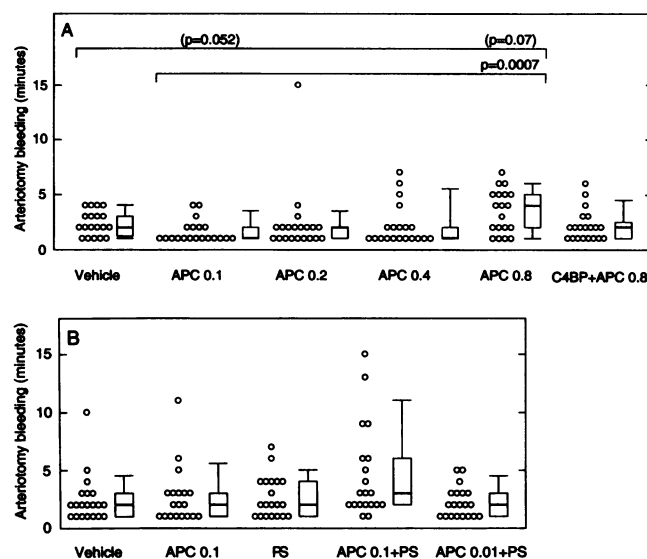 A
(p=0.052) (p=0.07)
p=0.0007
Arteriotomy bleeding (minutes)
15
10
5
0
Vehicle APC 0.1 APC 0.2 APC 0.4 APC 0.8 C4BP+APC 0.8
B
Arteriotomy bleeding (minutes)
15
10
5
0
Vehicle APC 0.1 PS APC 0.1+PS APC 0.01+PS